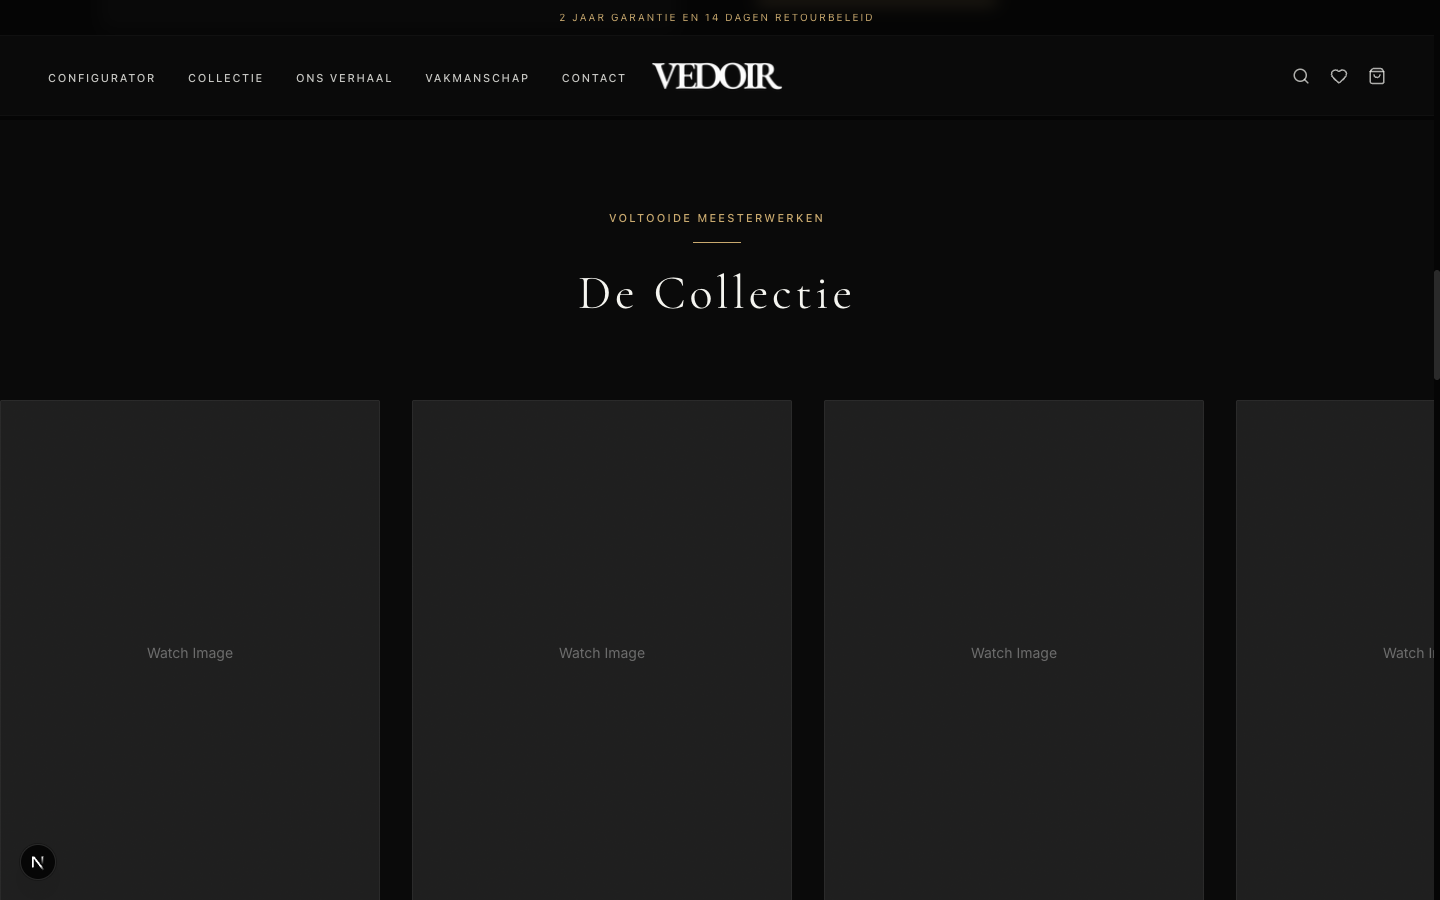 2 JAAR GARANTIE EN 14 DAGEN RETOURBELEID
CONFIGURATOR COLLECTIE ONS VERHAAL VAKMANSCHAP CONTACT VEDOIR
VOLTOOIDE MEESTERWERKEN
De Collectie
Watch Image Watch Image Watch Image Watch
N